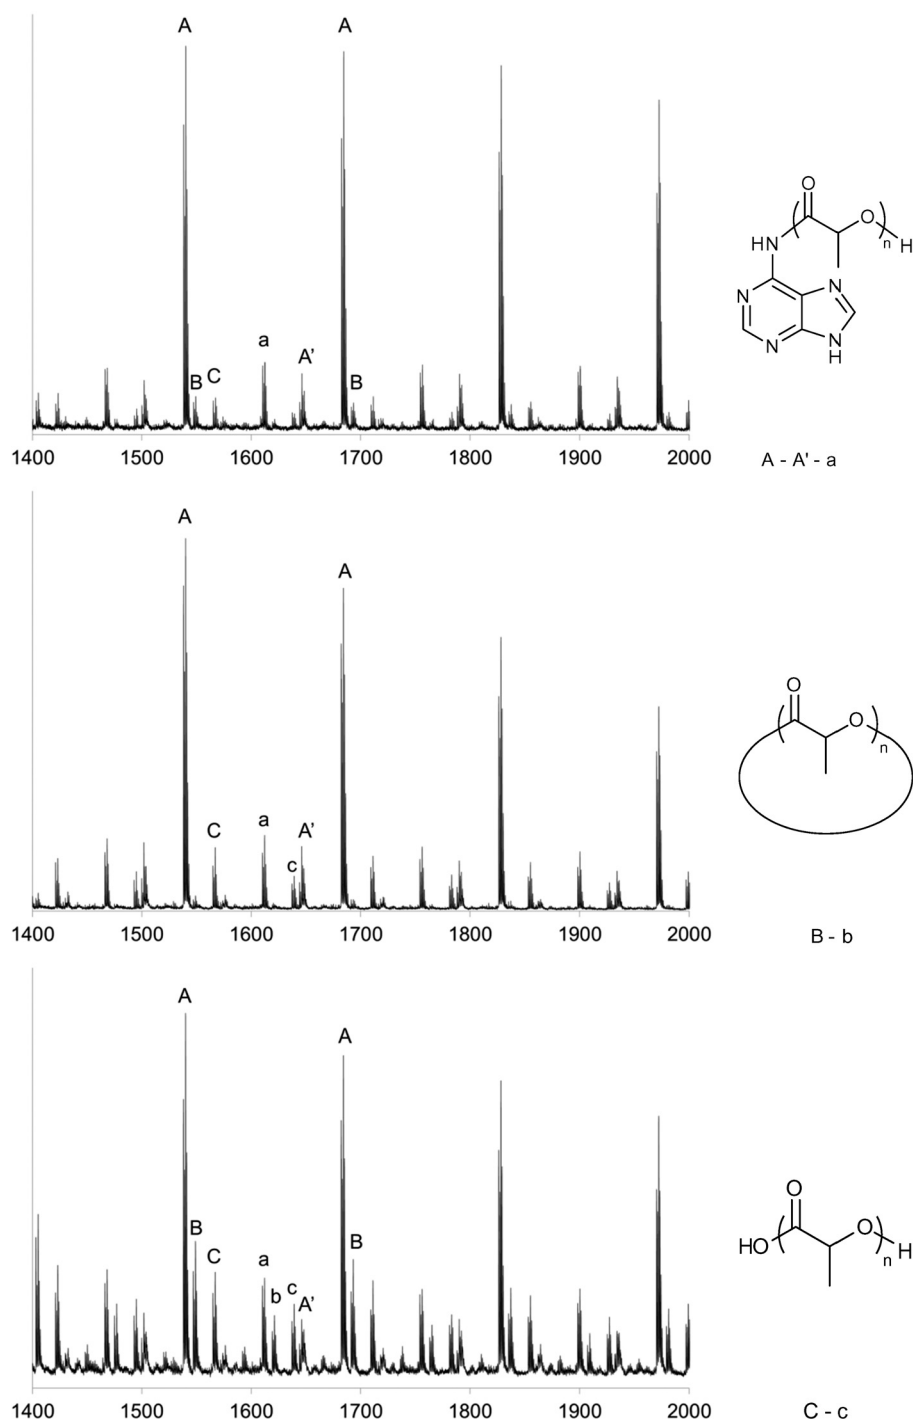 A A
B C a A' B
1400 1500 1600 1700 1800 1900 2000
O
HN ( O ) n H
N N
N N
H
A - A' - a
A
A
C a A'
c
1400 1500 1600 1700 1800 1900 2000
O
( O ) n
B - b
A
A
B C a b c A' B
1400 1500 1600 1700 1800 1900 2000
O
HO ( O ) n H
C - c